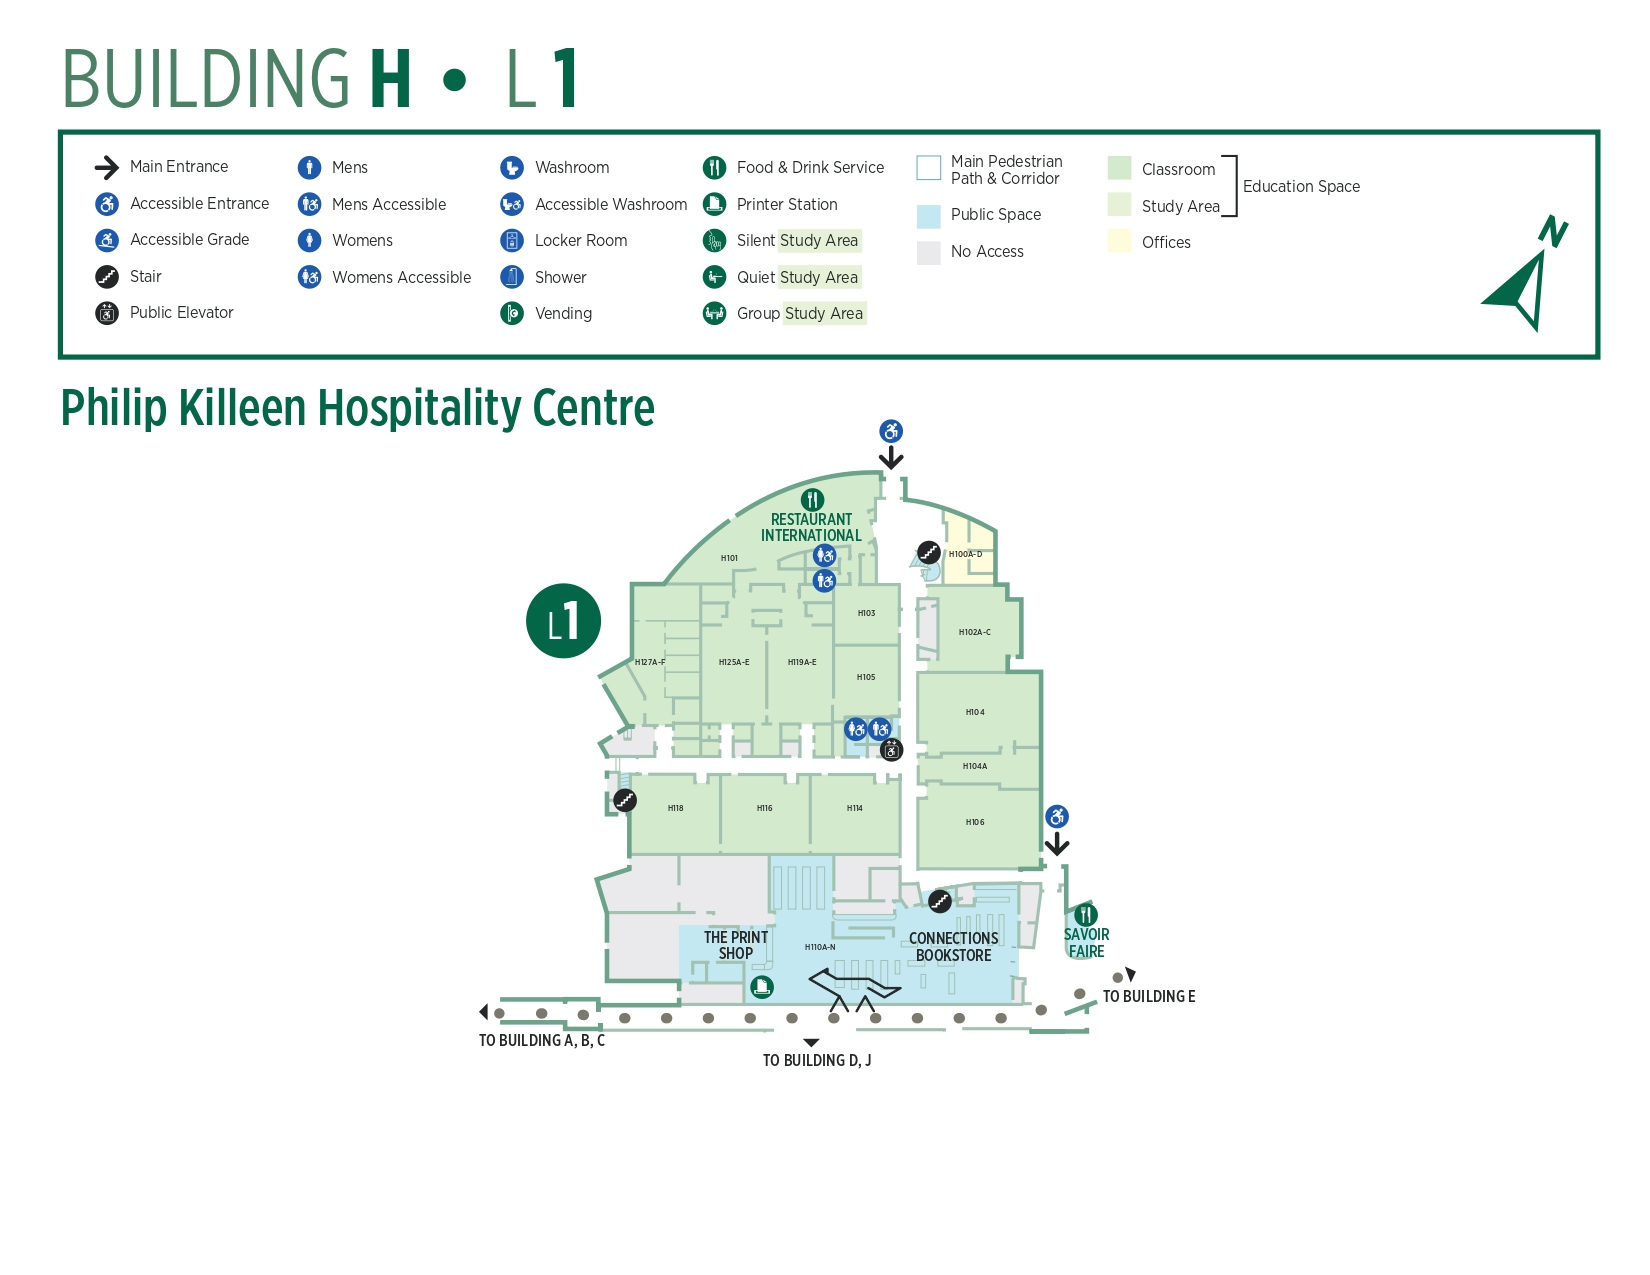 BUILDING H • L 1
Main Entrance
Accessible Entrance
Accessible Grade
Stair
Public Elevator
Mens
Mens Accessible
Womens
Womens Accessible
Washroom
Accessible Washroom
Locker Room
Shower
Vending
Food & Drink Service
Printer Station
Silent Study Area
Quiet Study Area
Group Study Area
Main Pedestrian
Path & Corridor
Public Space
No Access
Classroom
Study Area
Offices
Education Space
N
Philip Killeen Hospitality Centre
L1
RESTAURANT
INTERNATIONAL
H101
H100A-D
H103
H102A-C
H127A-F
H125A-E
H119A-E
H105
H104
H104A
H118
H116
H114
H106
THE PRINT
SHOP
H110A-N
CONNECTIONS
BOOKSTORE
SAVOIR
FAIRE
TO BUILDING E
TO BUILDING A, B, C
TO BUILDING D, J